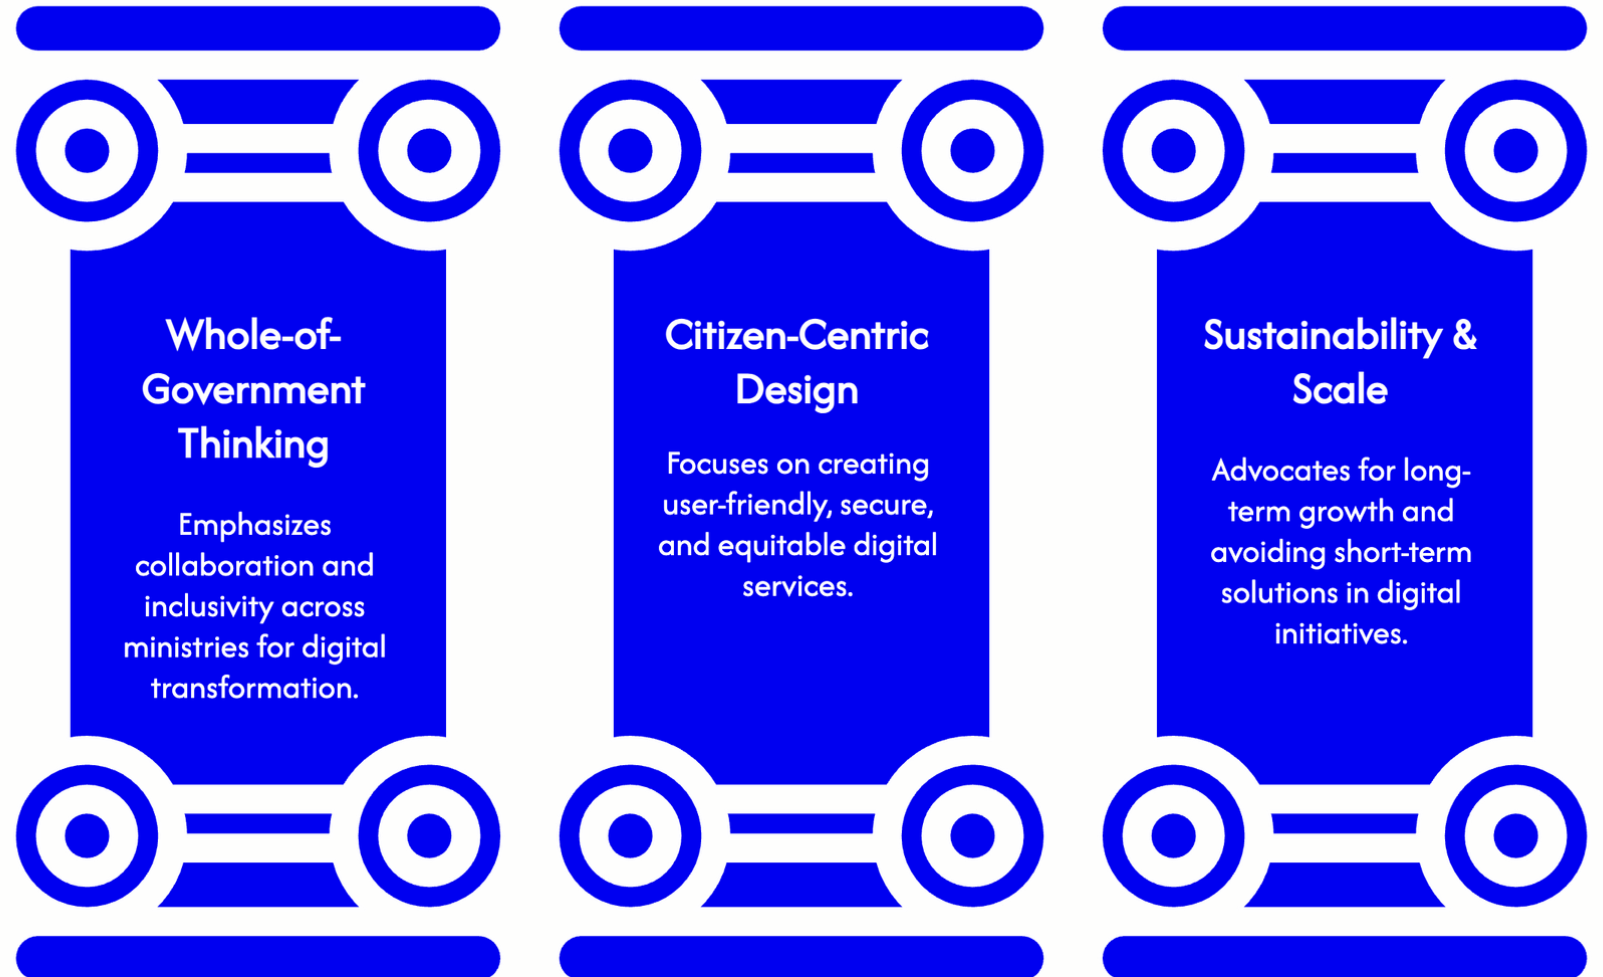 Whole-of-
Government
Thinking
Emphasizes
collaboration and
inclusivity across
ministries for digital
transformation.
Citizen-Centric
Design
Focuses on creating
user-friendly, secure,
and equitable digital
services.
Sustainability &
Scale
Advocates for long-
term growth and
avoiding short-term
solutions in digital
initiatives.